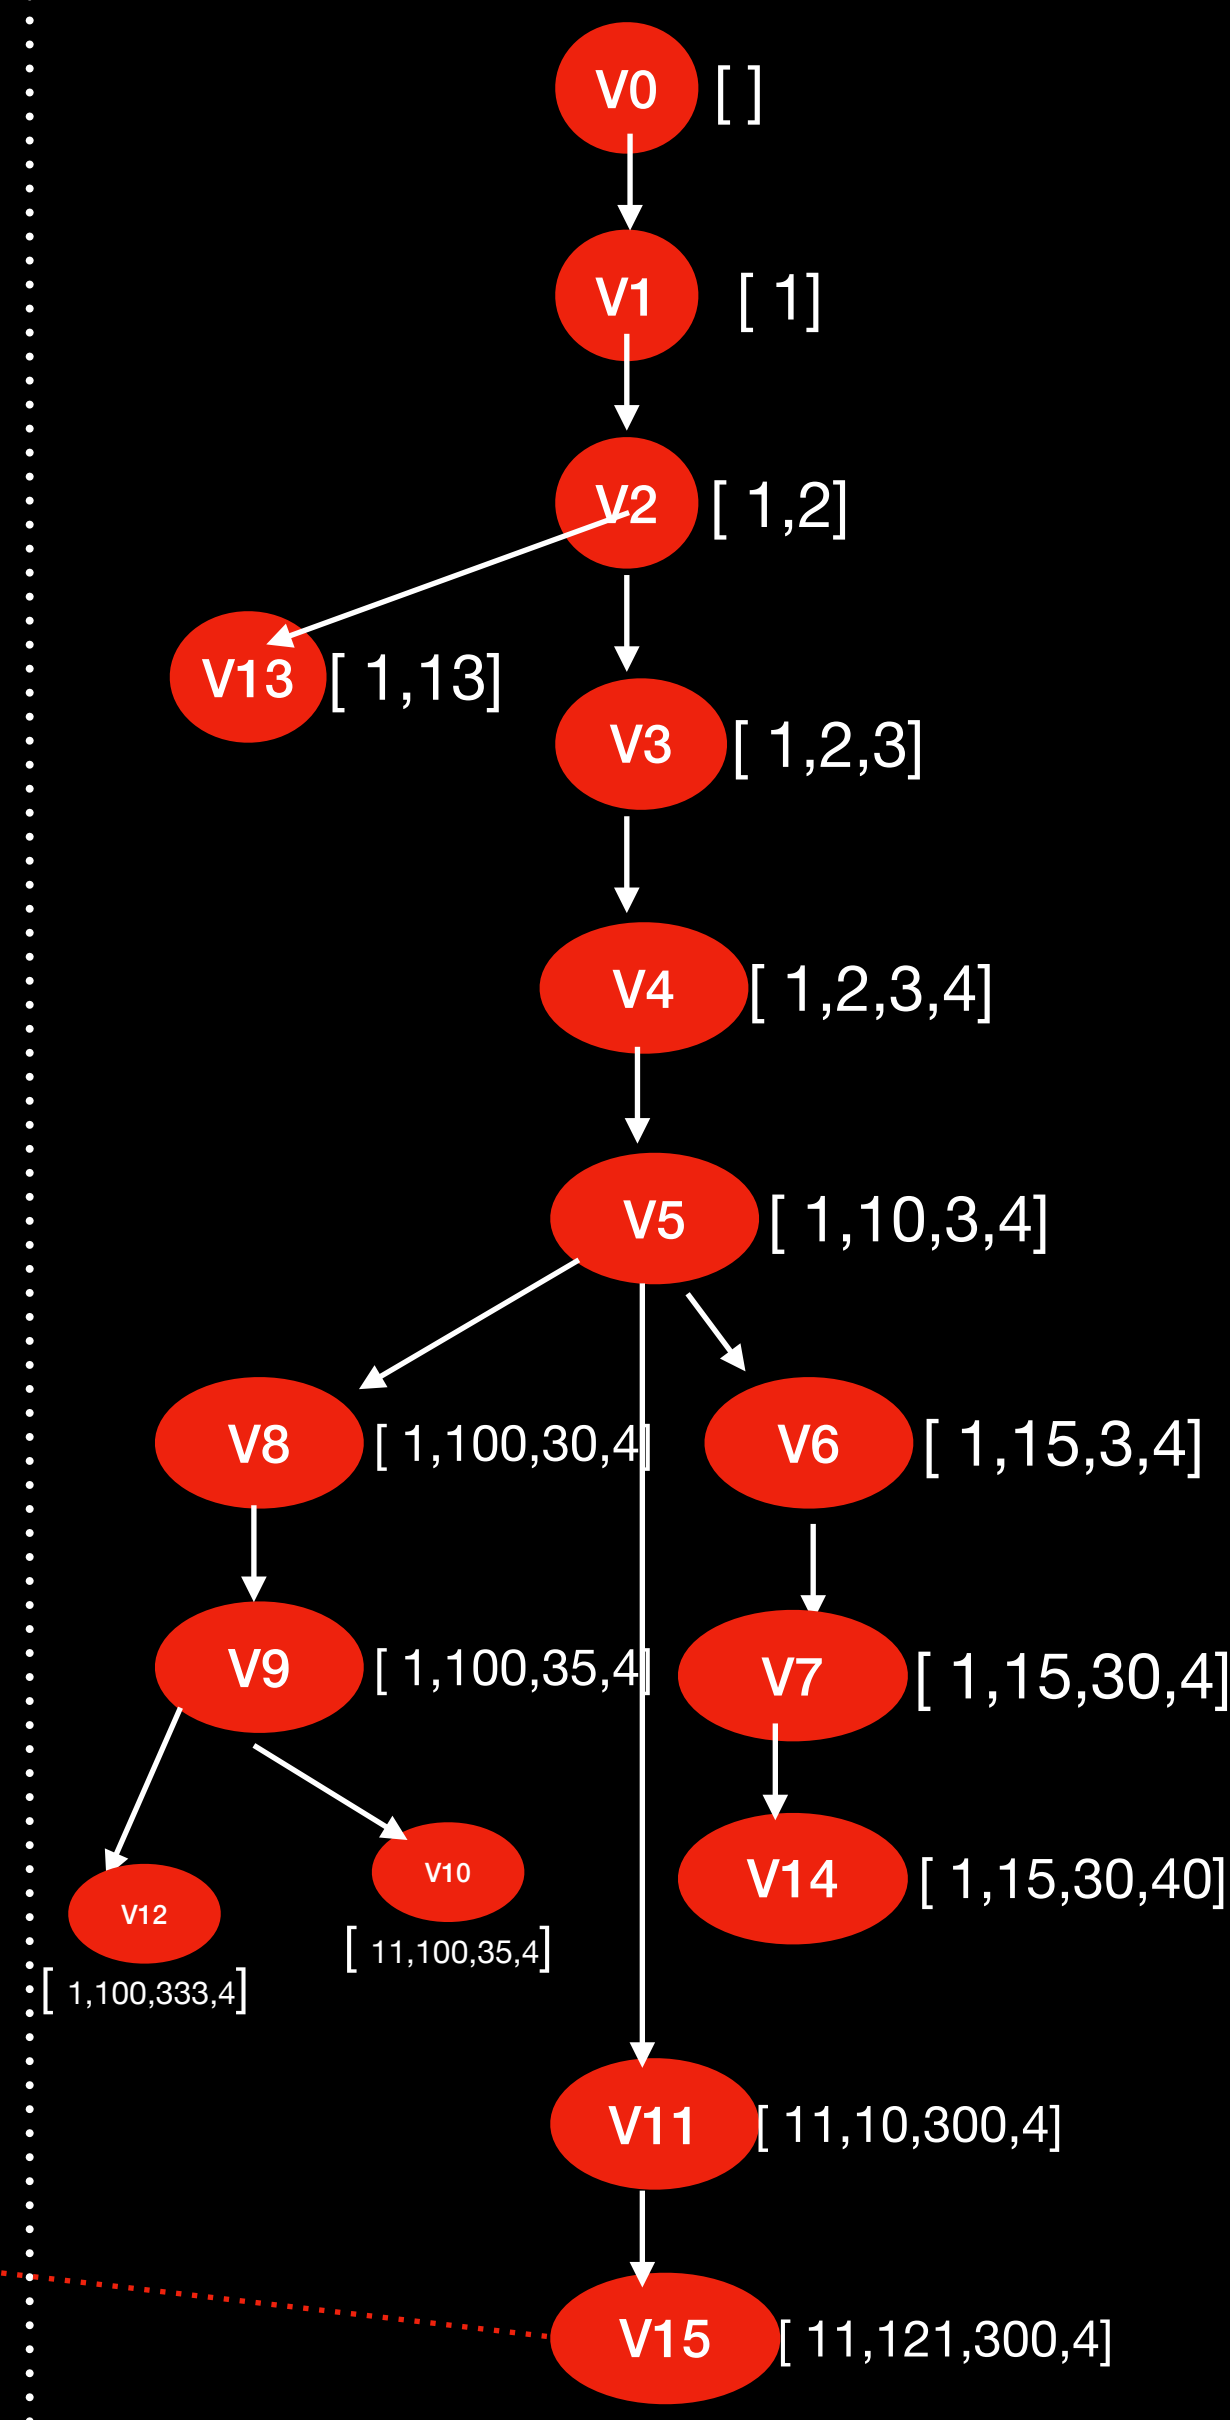 V0 [ ]
V1 [ 1]
V2 [ 1,2]
V13 [ 1,13]
V3 [ 1,2,3]
V4 [ 1,2,3,4]
V5 [ 1,10,3,4]
V8 [ 1,100,30,4]
V6 [ 1,15,3,4]
V9 [ 1,100,35,4]
V7 [ 1,15,30,4]
V10
[ 11,100,35,4]
V14 [ 1,15,30,40]
V12
[ 1,100,333,4]
V11 [ 11,10,300,4]
V15 [ 11,121,300,4]